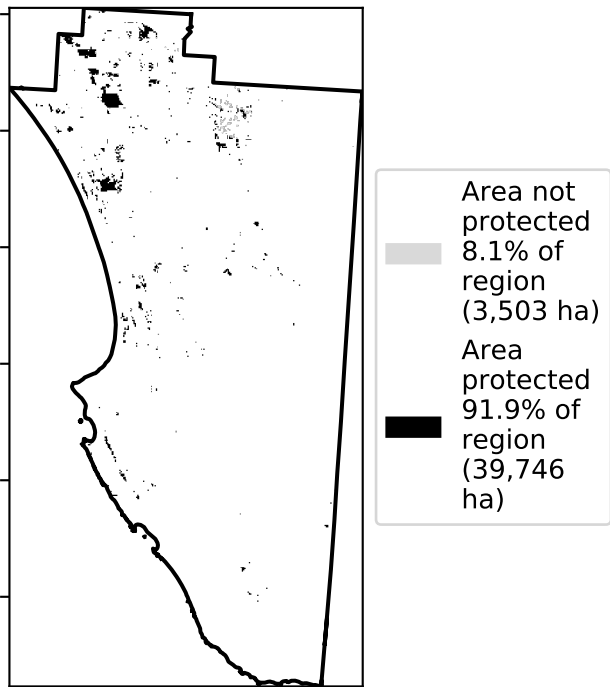 Area not
protected
8.1% of
region
(3,503 ha)
Area
protected
91.9% of
region
(39,746
ha)